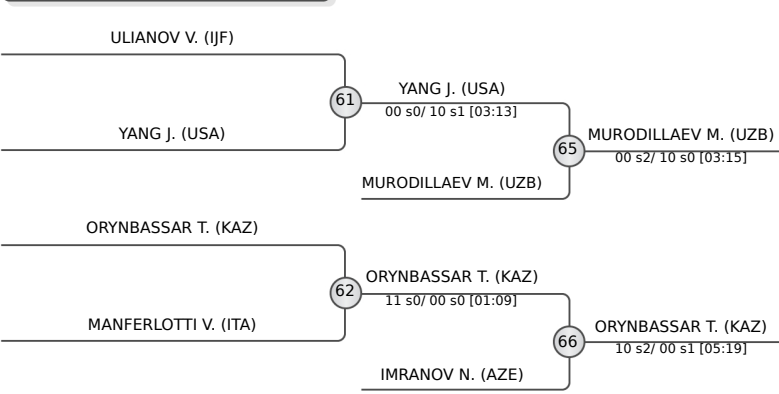 ULIANOV V. (IJF)
61
YANG J. (USA)
00 s0/ 10 s1 [03:13]
YANG J. (USA)
65
MURODILLAEV M. (UZB)
00 s2/ 10 s0 [03:15]
MURODILLAEV M. (UZB)
ORYNBASSAR T. (KAZ)
62
ORYNBASSAR T. (KAZ)
11 s0/ 00 s0 [01:09]
MANFERLOTTI V. (ITA)
66
ORYNBASSAR T. (KAZ)
10 s2/ 00 s1 [05:19]
IMRANOV N. (AZE)